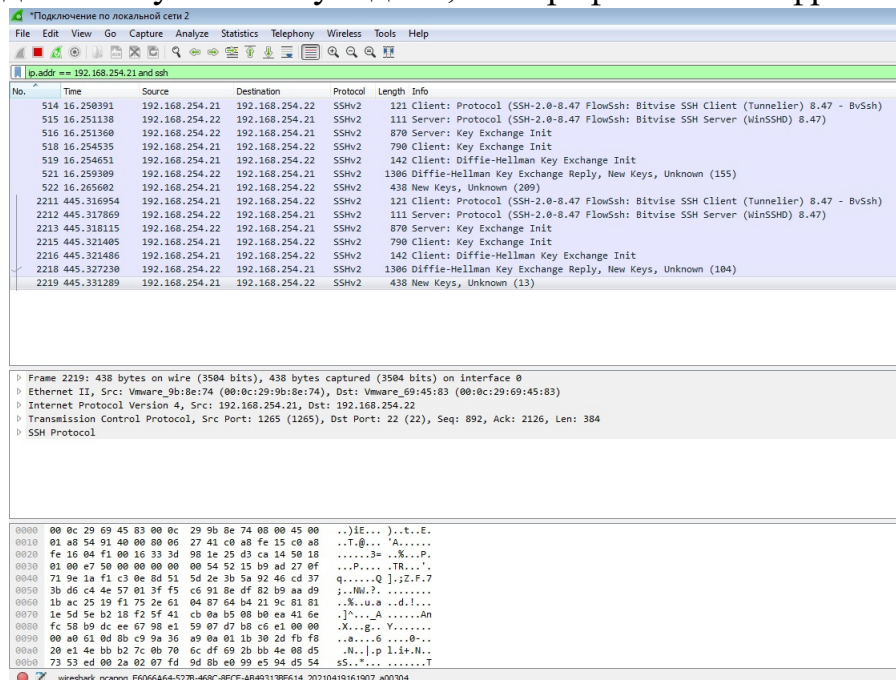 *Подключение по локальной сети 2
File Edit View Go Capture Analyze Statistics Telephony Wireless Tools Help
ip.addr == 192.168.254.21 and ssh
No. Time Source Destination Protocol Length Info
514 16.250391 192.168.254.21 192.168.254.22 SSHv2 121 Client: Protocol (SSH-2.0-8.47 FlowSsh: Bitvise SSH Client (Tunnelier) 8.47 - BvSsh)
515 16.251138 192.168.254.22 192.168.254.21 SSHv2 111 Server: Protocol (SSH-2.0-8.47 FlowSsh: Bitvise SSH Server (WinSSHD) 8.47)
516 16.251360 192.168.254.22 192.168.254.21 SSHv2 870 Server: Key Exchange Init
518 16.254535 192.168.254.21 192.168.254.22 SSHv2 790 Client: Key Exchange Init
519 16.254651 192.168.254.21 192.168.254.22 SSHv2 142 Client: Diffie-Hellman Key Exchange Init
521 16.259309 192.168.254.22 192.168.254.21 SSHv2 1306 Diffie-Hellman Key Exchange Reply, New Keys, Unknown (155)
522 16.265602 192.168.254.21 192.168.254.22 SSHv2 438 New Keys, Unknown (209)
2211 445.316954 192.168.254.21 192.168.254.22 SSHv2 121 Client: Protocol (SSH-2.0-8.47 FlowSsh: Bitvise SSH Client (Tunnelier) 8.47 - BvSsh)
2212 445.317869 192.168.254.22 192.168.254.21 SSHv2 111 Server: Protocol (SSH-2.0-8.47 FlowSsh: Bitvise SSH Server (WinSSHD) 8.47)
2213 445.318115 192.168.254.22 192.168.254.21 SSHv2 870 Server: Key Exchange Init
2215 445.321405 192.168.254.21 192.168.254.22 SSHv2 790 Client: Key Exchange Init
2216 445.321486 192.168.254.21 192.168.254.22 SSHv2 142 Client: Diffie-Hellman Key Exchange Init
2218 445.327230 192.168.254.22 192.168.254.21 SSHv2 1306 Diffie-Hellman Key Exchange Reply, New Keys, Unknown (104)
2219 445.331289 192.168.254.21 192.168.254.22 SSHv2 438 New Keys, Unknown (13)
Frame 2219: 438 bytes on wire (3504 bits), 438 bytes captured (3504 bits) on interface 0
Ethernet II, Src: Vmware_9b:8e:74 (00:0c:29:9b:8e:74), Dst: Vmware_69:45:83 (00:0c:29:69:45:83)
Internet Protocol Version 4, Src: 192.168.254.21, Dst: 192.168.254.22
Transmission Control Protocol, Src Port: 1265 (1265), Dst Port: 22 (22), Seq: 892, Ack: 2126, Len: 384
SSH Protocol
0000 00 0c 29 69 45 83 00 0c 29 9b 8e 74 08 00 45 00 ..)iE... )..t..E.
0010 01 a8 54 91 40 00 80 06 27 41 c0 a8 fe 15 c0 a8 ..T.@... 'A......
0020 fe 16 04 f1 00 16 33 3d 98 1e 25 d3 ca 14 50 18 ......3= ..%...P.
0030 01 00 e7 50 00 00 00 00 00 54 52 15 b9 ad 27 0f ...P.... .TR...'.
0040 71 9e 1a f1 c3 0e 8d 51 5d 2e 3b 5a 92 46 cd 37 q......Q ].;Z.F.7
0050 3b d6 c4 4e 57 01 3f f5 c6 91 8e df 82 b9 aa d9 ;..NW.?. ........
0060 1b ac 25 19 f1 75 2e 61 04 87 64 b4 21 9c 81 81 ..%..u.a ..d.!...
0070 1e 5d 5e b2 18 f2 5f 41 cb 0a b5 08 b0 ea 41 6e .]^..._A ......An
0080 fc 58 b9 dc ee 67 98 e1 59 07 d7 b8 c6 e1 00 00 .X...g.. Y.......
0090 00 a0 61 0d 8b c9 9a 36 a9 0a 01 1b 30 2d fb f8 ..a....6 ....0-..
00a0 20 e1 4e bb b2 7c 0b 70 6c df 69 2b bb 4e 08 d5 .N..|.p l.i+.N..
00b0 73 53 ed 00 2a 02 07 fd 9d 8b e0 99 e5 94 d5 54 sS..*... .......T